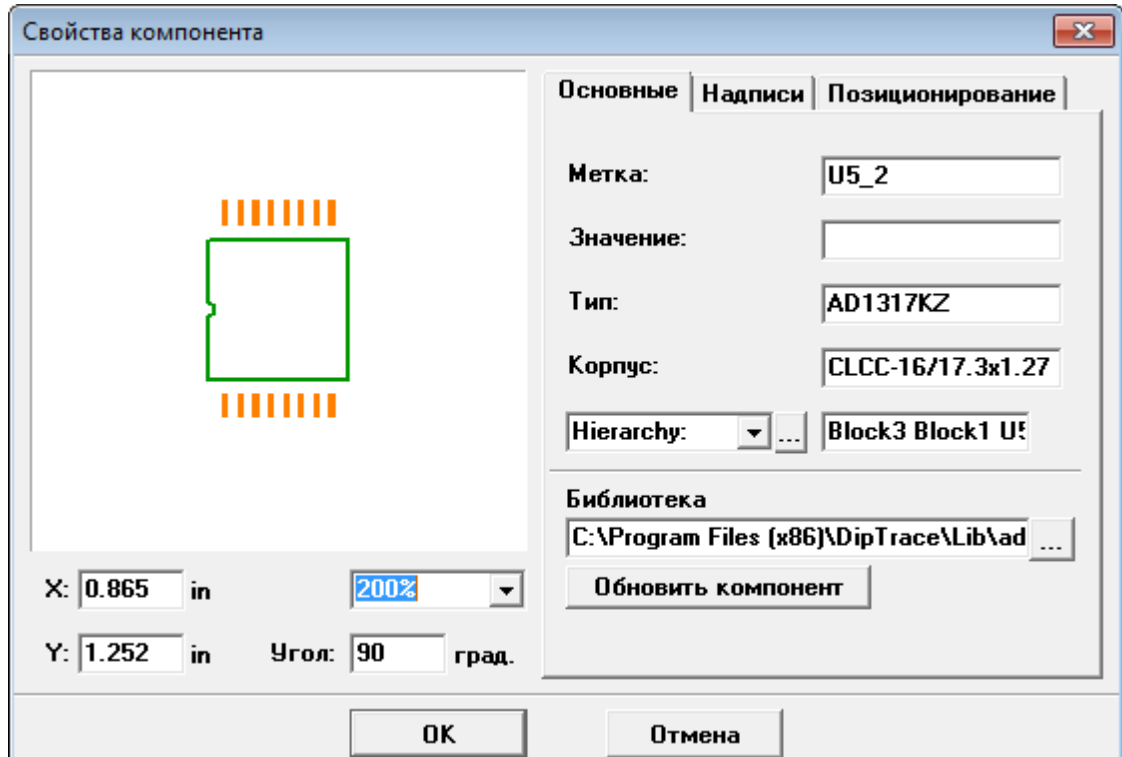 Свойства компонента
Основные Надписи Позиционирование
Метка: U5_2
Значение:
Тип: AD1317KZ
Корпус: CLCC-16/17.3x1.27
Hierarchy: ... Block3 Block1 U5
Библиотека
C:\Program Files (x86)\DipTrace\Lib\ad ...
Обновить компонент
X: 0.865 in 200%
Y: 1.252 in Угол: 90 град.
OK Отмена